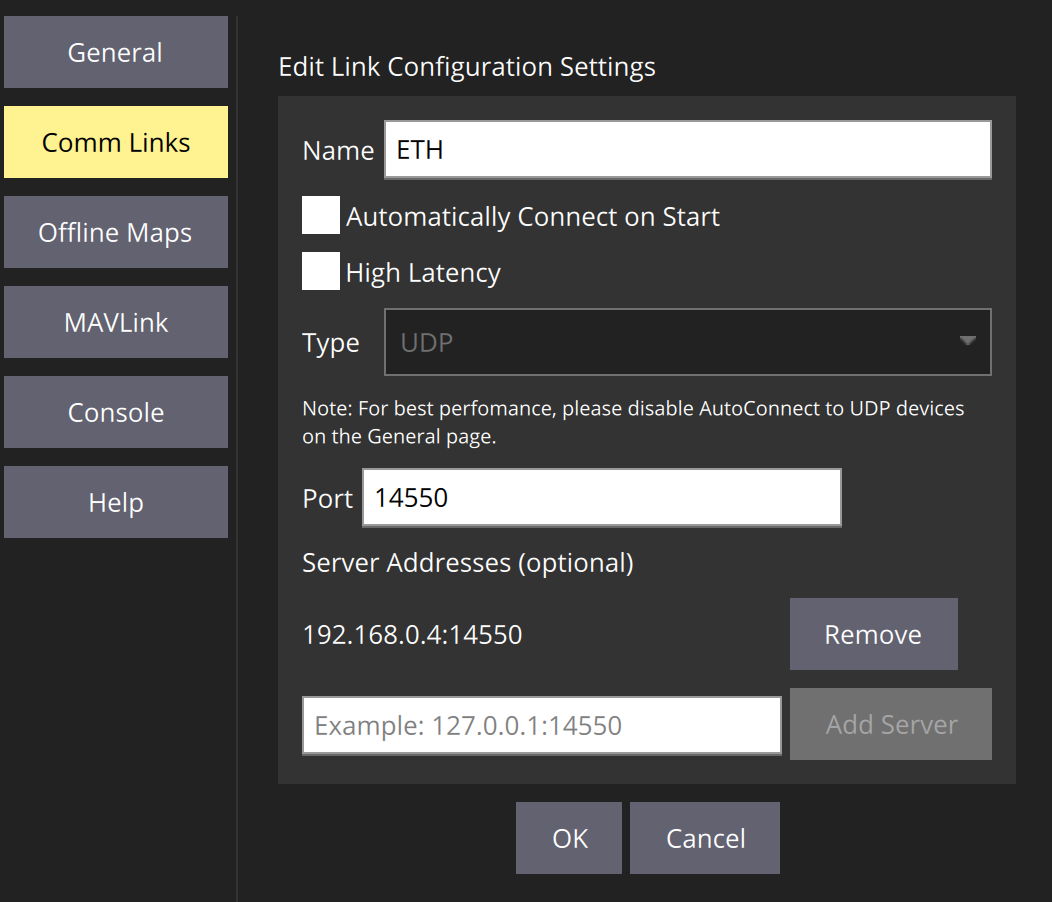 General
Comm Links
Offline Maps
MAVLink
Console
Help
Edit Link Configuration Settings
Name ETH
Automatically Connect on Start
High Latency
Type UDP
Note: For best perfomance, please disable AutoConnect to UDP devices
on the General page.
Port 14550
Server Addresses (optional)
192.168.0.4:14550 Remove
Example: 127.0.0.1:14550 Add Server
OK Cancel